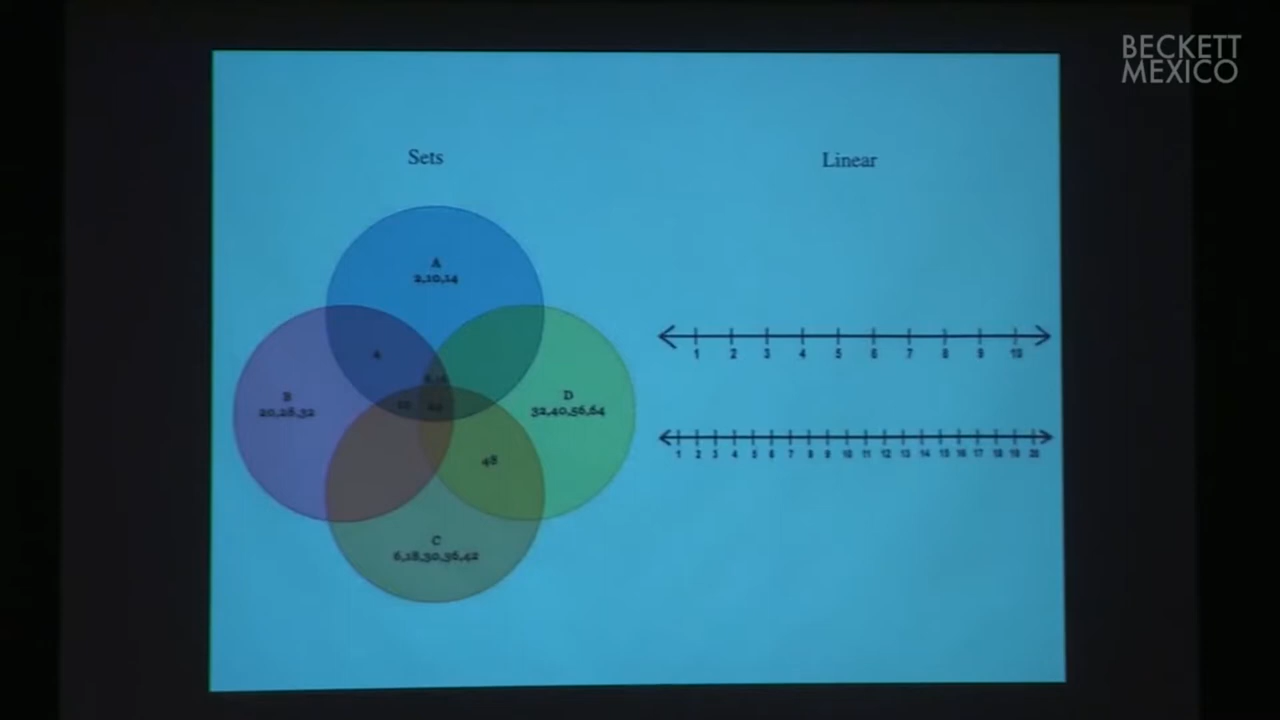 BECKETT
MEXICO
Sets
Linear
A
2,10,14
4
B
20,28,32
D
32,40,56,64
48
C
6,18,30,36,42
1 2 3 4 5 6 7 8 9 10
1 2 3 4 5 6 7 8 9 10 11 12 13 14 15 16 17 18 19 20